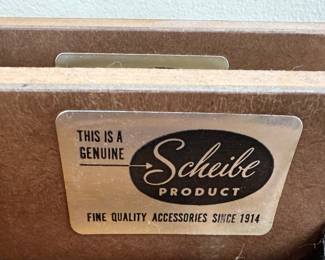 THIS IS A
GENUINE
Scheibe
PRODUCT
FINE QUALITY ACCESSORIES SINCE 1914